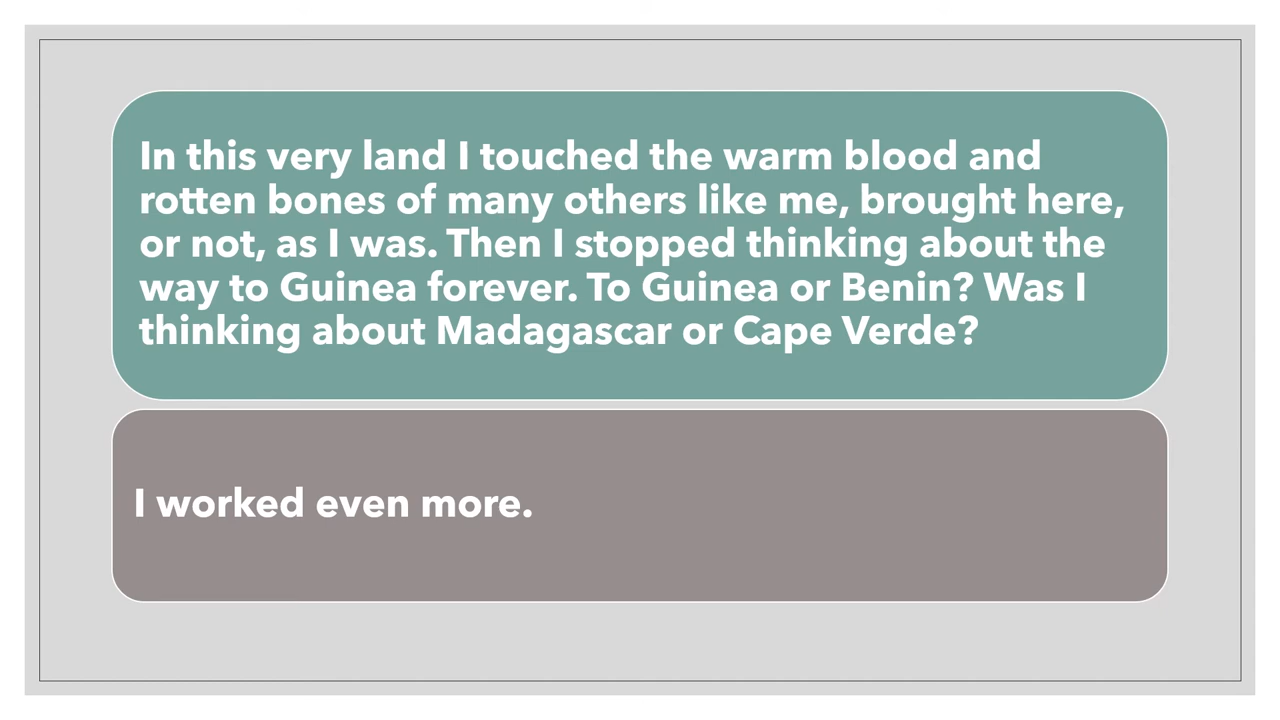 In this very land I touched the warm blood and
rotten bones of many others like me, brought here,
or not, as I was. Then I stopped thinking about the
way to Guinea forever. To Guinea or Benin? Was I
thinking about Madagascar or Cape Verde?
I worked even more.